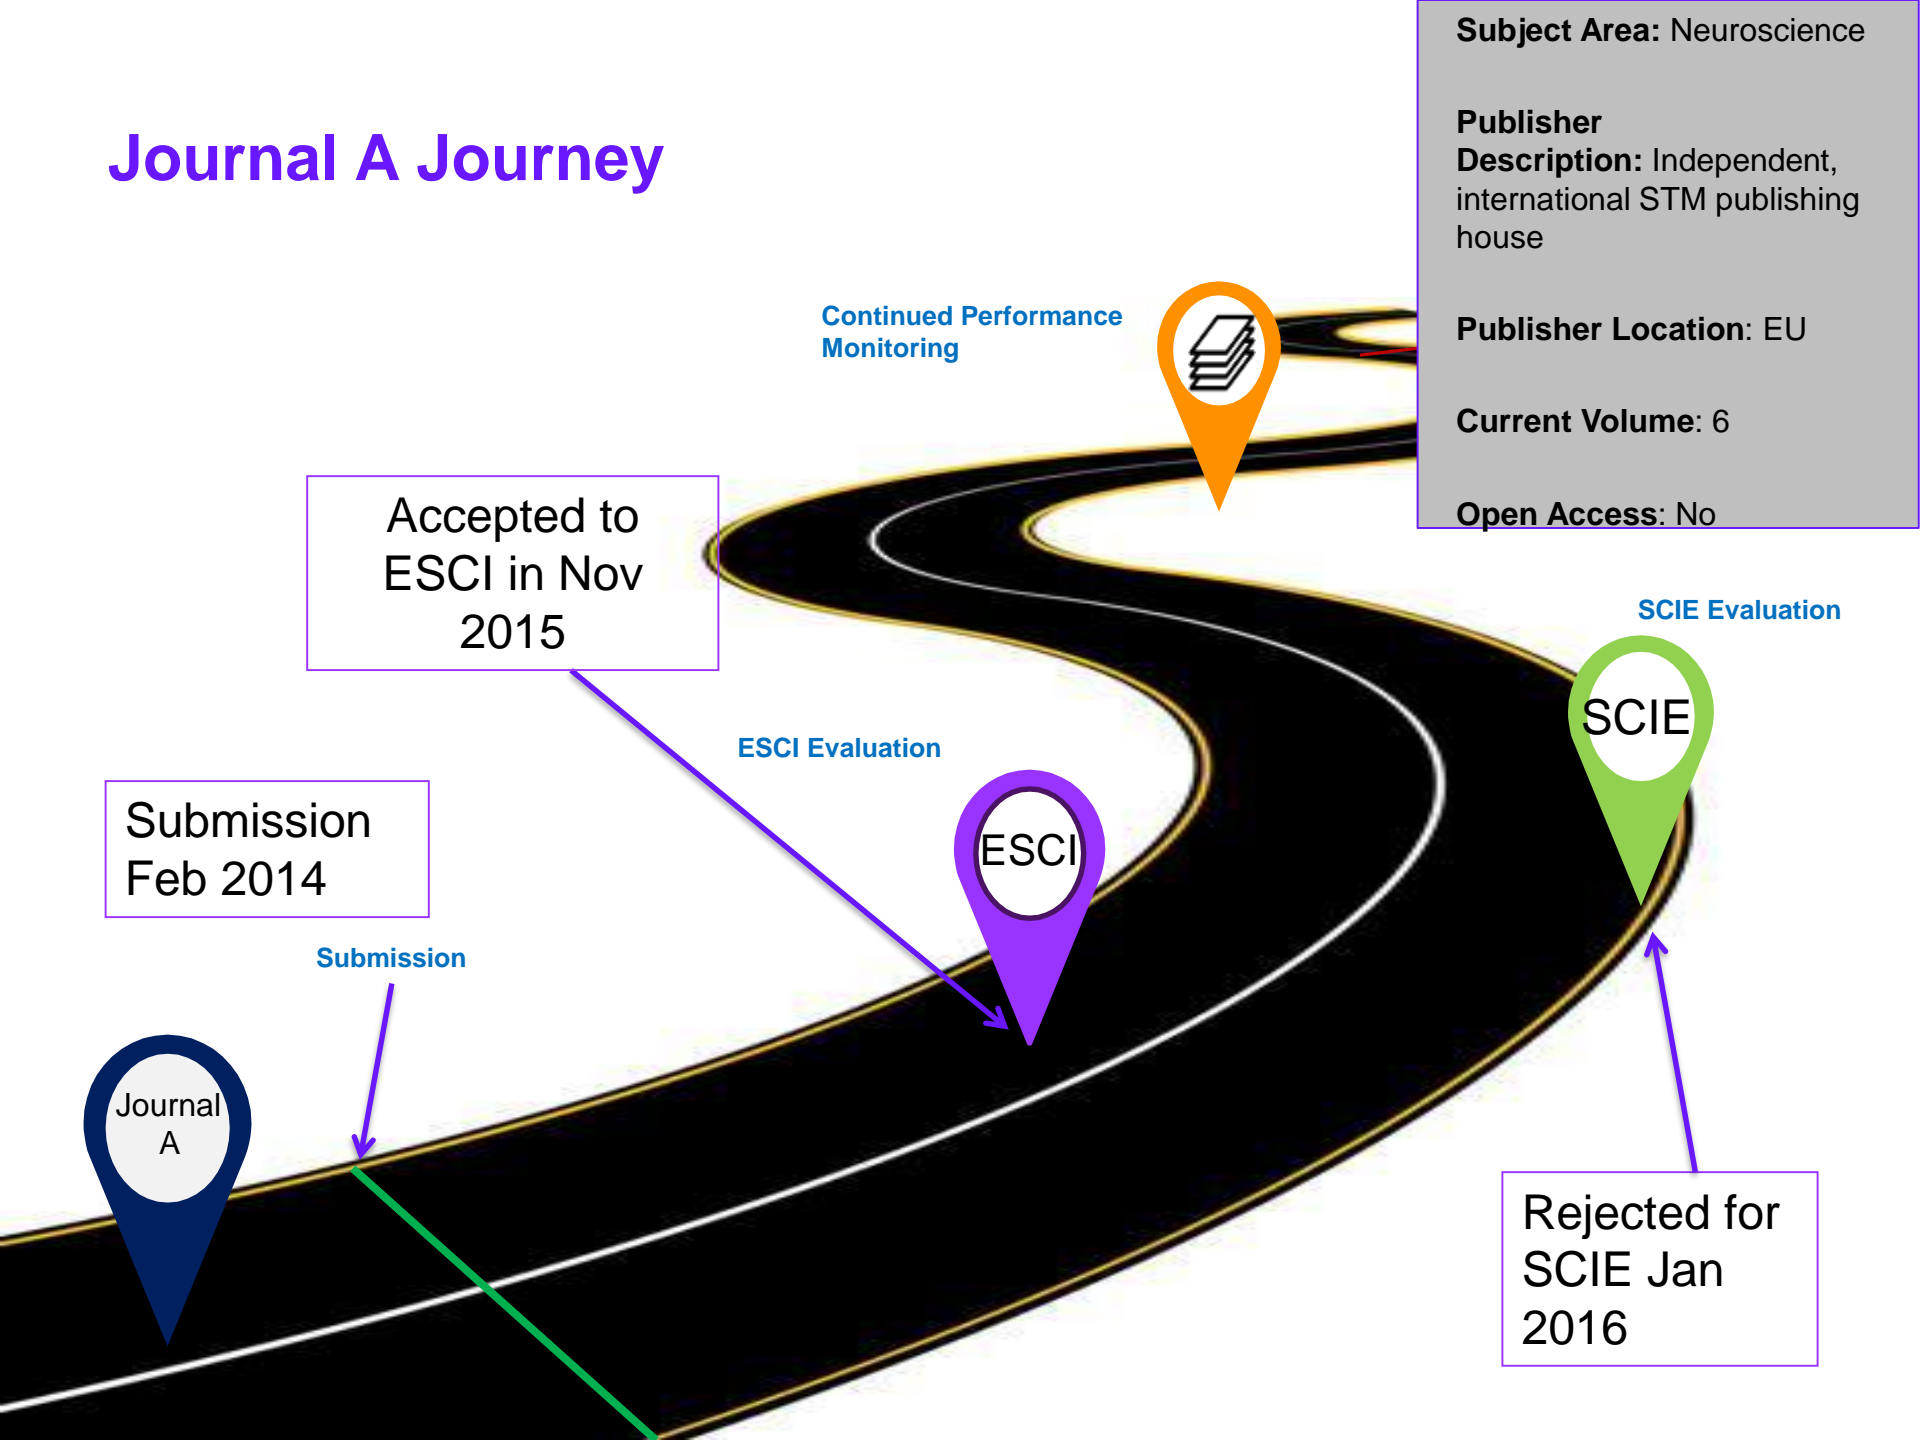 Journal A Journey
Subject Area: Neuroscience
Publisher
Description: Independent,
international STM publishing
house
Publisher Location: EU
Current Volume: 6
Open Access: No
Continued Performance
Monitoring
Accepted to
ESCI in Nov
2015
SCIE Evaluation
SCIE
ESCI Evaluation
ESCI
Submission
Feb 2014
Submission
Journal
A
Rejected for
SCIE Jan
2016